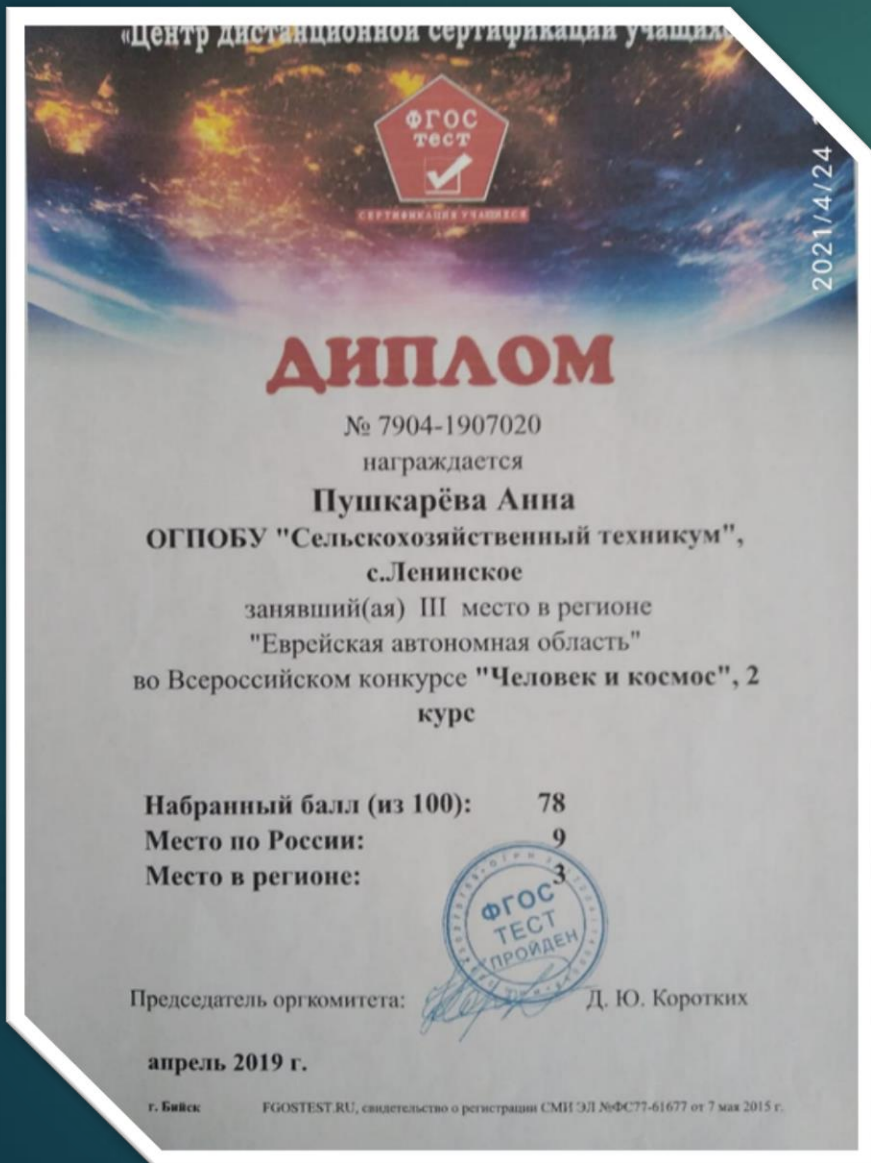 «Центр дистанционной сертификации учащихся
ФГОС
тест
СЕРТИФИКАЦИЯ УЧАЩИХСЯ
2021/4/24
ДИПЛОМ
№ 7904-1907020
награждается
Пушкарёва Анна
ОГПОБУ "Сельскохозяйственный техникум",
с.Ленинское
занявший(ая) III место в регионе
"Еврейская автономная область"
во Всероссийском конкурсе "Человек и космос", 2
курс
Набранный балл (из 100): 78
Место по России: 9
Место в регионе: 3
ФГОС
ТЕСТ
ПРОЙДЕН
Председатель оргкомитета: Д. Ю. Коротких
апрель 2019 г.
г. Бийск FGOSTEST.RU, свидетельство о регистрации СМИ ЭЛ №ФС77-61677 от 7 мая 2015 г.